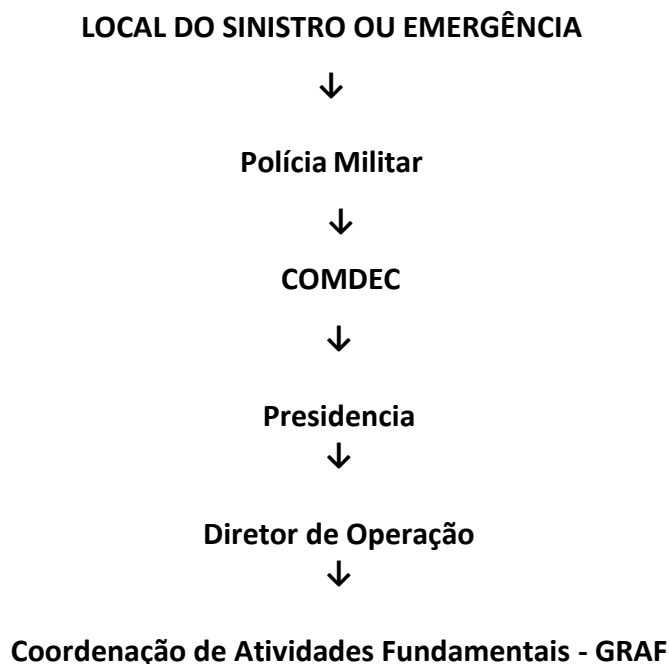 LOCAL DO SINISTRO OU EMERGÊNCIA
↓
Polícia Militar
↓
COMDEC
↓
Presidencia
↓
Diretor de Operação
↓
Coordenação de Atividades Fundamentais - GRAF